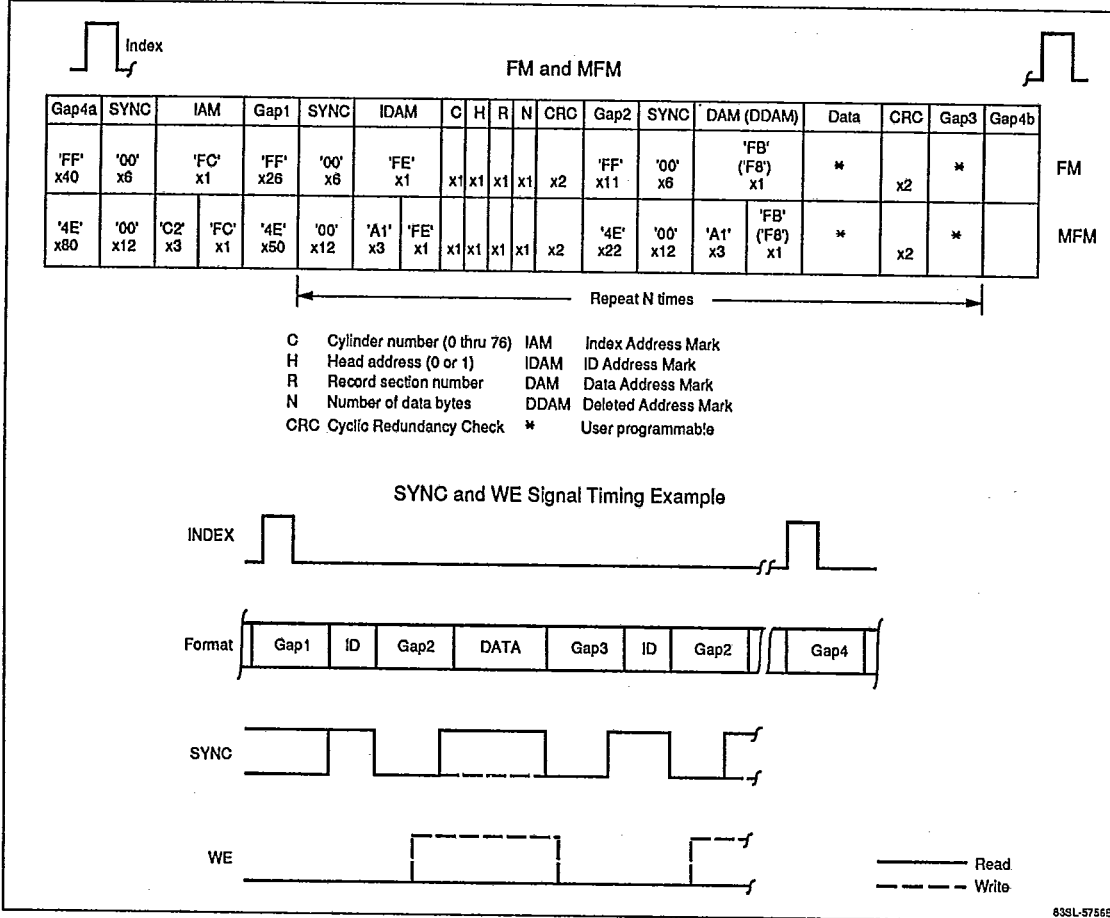 Index
FM and MFM
Gap4a SYNC IAM Gap1 SYNC IDAM C H R N CRC Gap2 SYNC DAM (DDAM) Data CRC Gap3 Gap4b
'FF' x40 '00' x6 'FC' x1 'FF' x26 '00' x6 'FE' x1 x1 x1 x1 x1 x2 'FF' x11 '00' x6 'FB' ('F8') x1 * x2 * FM
'4E' x80 '00' x12 'C2' x3 'FC' x1 '4E' x50 '00' x12 'A1' x3 'FE' x1 x1 x1 x1 x1 x2 '4E' x22 '00' x12 'A1' x3 'FB' ('F8') x1 * x2 * MFM
Repeat N times
C Cylinder number (0 thru 76) IAM Index Address Mark
H Head address (0 or 1) IDAM ID Address Mark
R Record section number DAM Data Address Mark
N Number of data bytes DDAM Deleted Address Mark
CRC Cyclic Redundancy Check * User programmable
SYNC and WE Signal Timing Example
INDEX
Format Gap1 ID Gap2 DATA Gap3 ID Gap2 Gap4
SYNC
WE
Read
Write